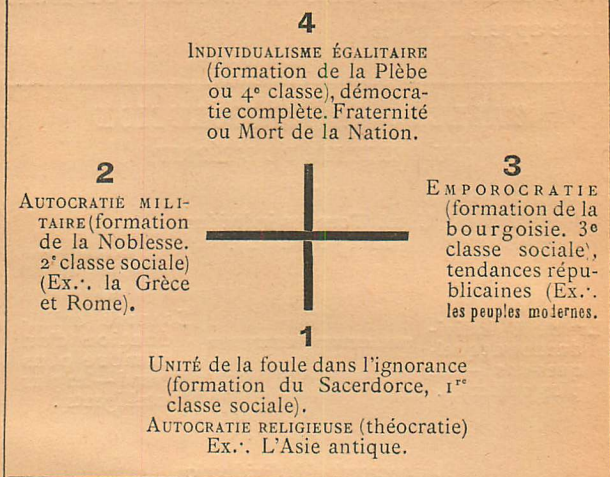 4
INDIVIDUALISME ÉGALITAIRE
(formation de la Plèbe
ou 4e classe), démocra-
tie complète. Fraternité
ou Mort de la Nation.
2
AUTOCRATIE MILI-
TAIRE (formation
de la Noblesse.
2e classe sociale)
(Ex.·. la Grèce
et Rome).
3
EMPOROCRATIE
(formation de la
bourgoisie. 3e
classe sociale),
tendances répu-
blicaines (Ex.·.
les peuples modernes.
1
UNITÉ de la foule dans l'ignorance
(formation du Sacerdorce, 1re
classe sociale).
AUTOCRATIE RELIGIEUSE (théocratie)
Ex.·. L'Asie antique.